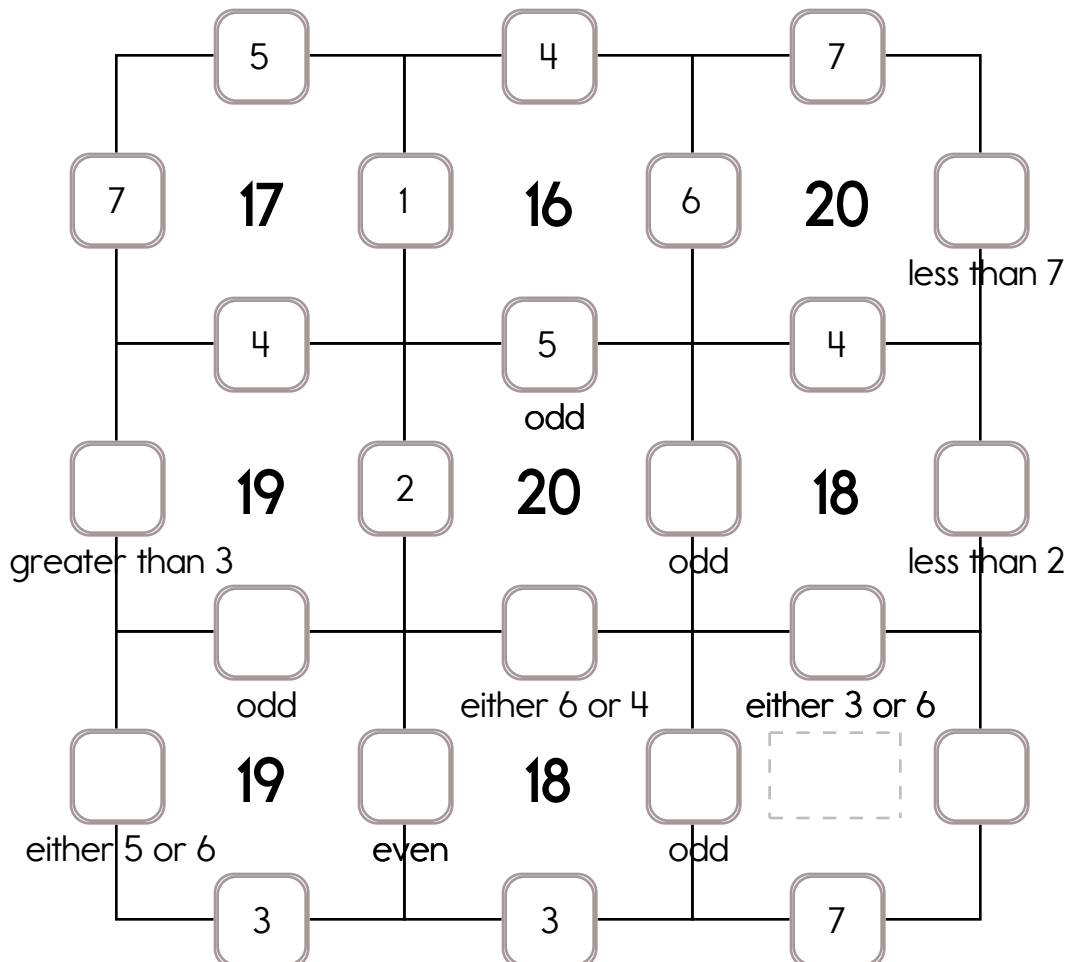 5 4 7
7 17 1 16 6 20
less than 7
4 5 4
odd
19 2 20 18
greater than 3 odd less than 2
odd either 6 or 4 either 3 or 6
19 18
either 5 or 6 even odd
3 3 7